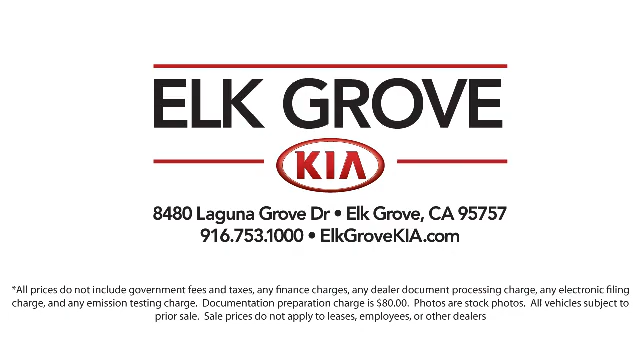 ELK GROVE
KIA
8480 Laguna Grove Dr • Elk Grove, CA 95757
916.753.1000 • ElkGroveKIA.com
*All prices do not include government fees and taxes, any finance charges, any dealer document processing charge, any electronic filing
charge, and any emission testing charge.  Documentation preparation charge is $80.00.  Photos are stock photos.  All vehicles subject to
prior sale.  Sale prices do not apply to leases, employees, or other dealers